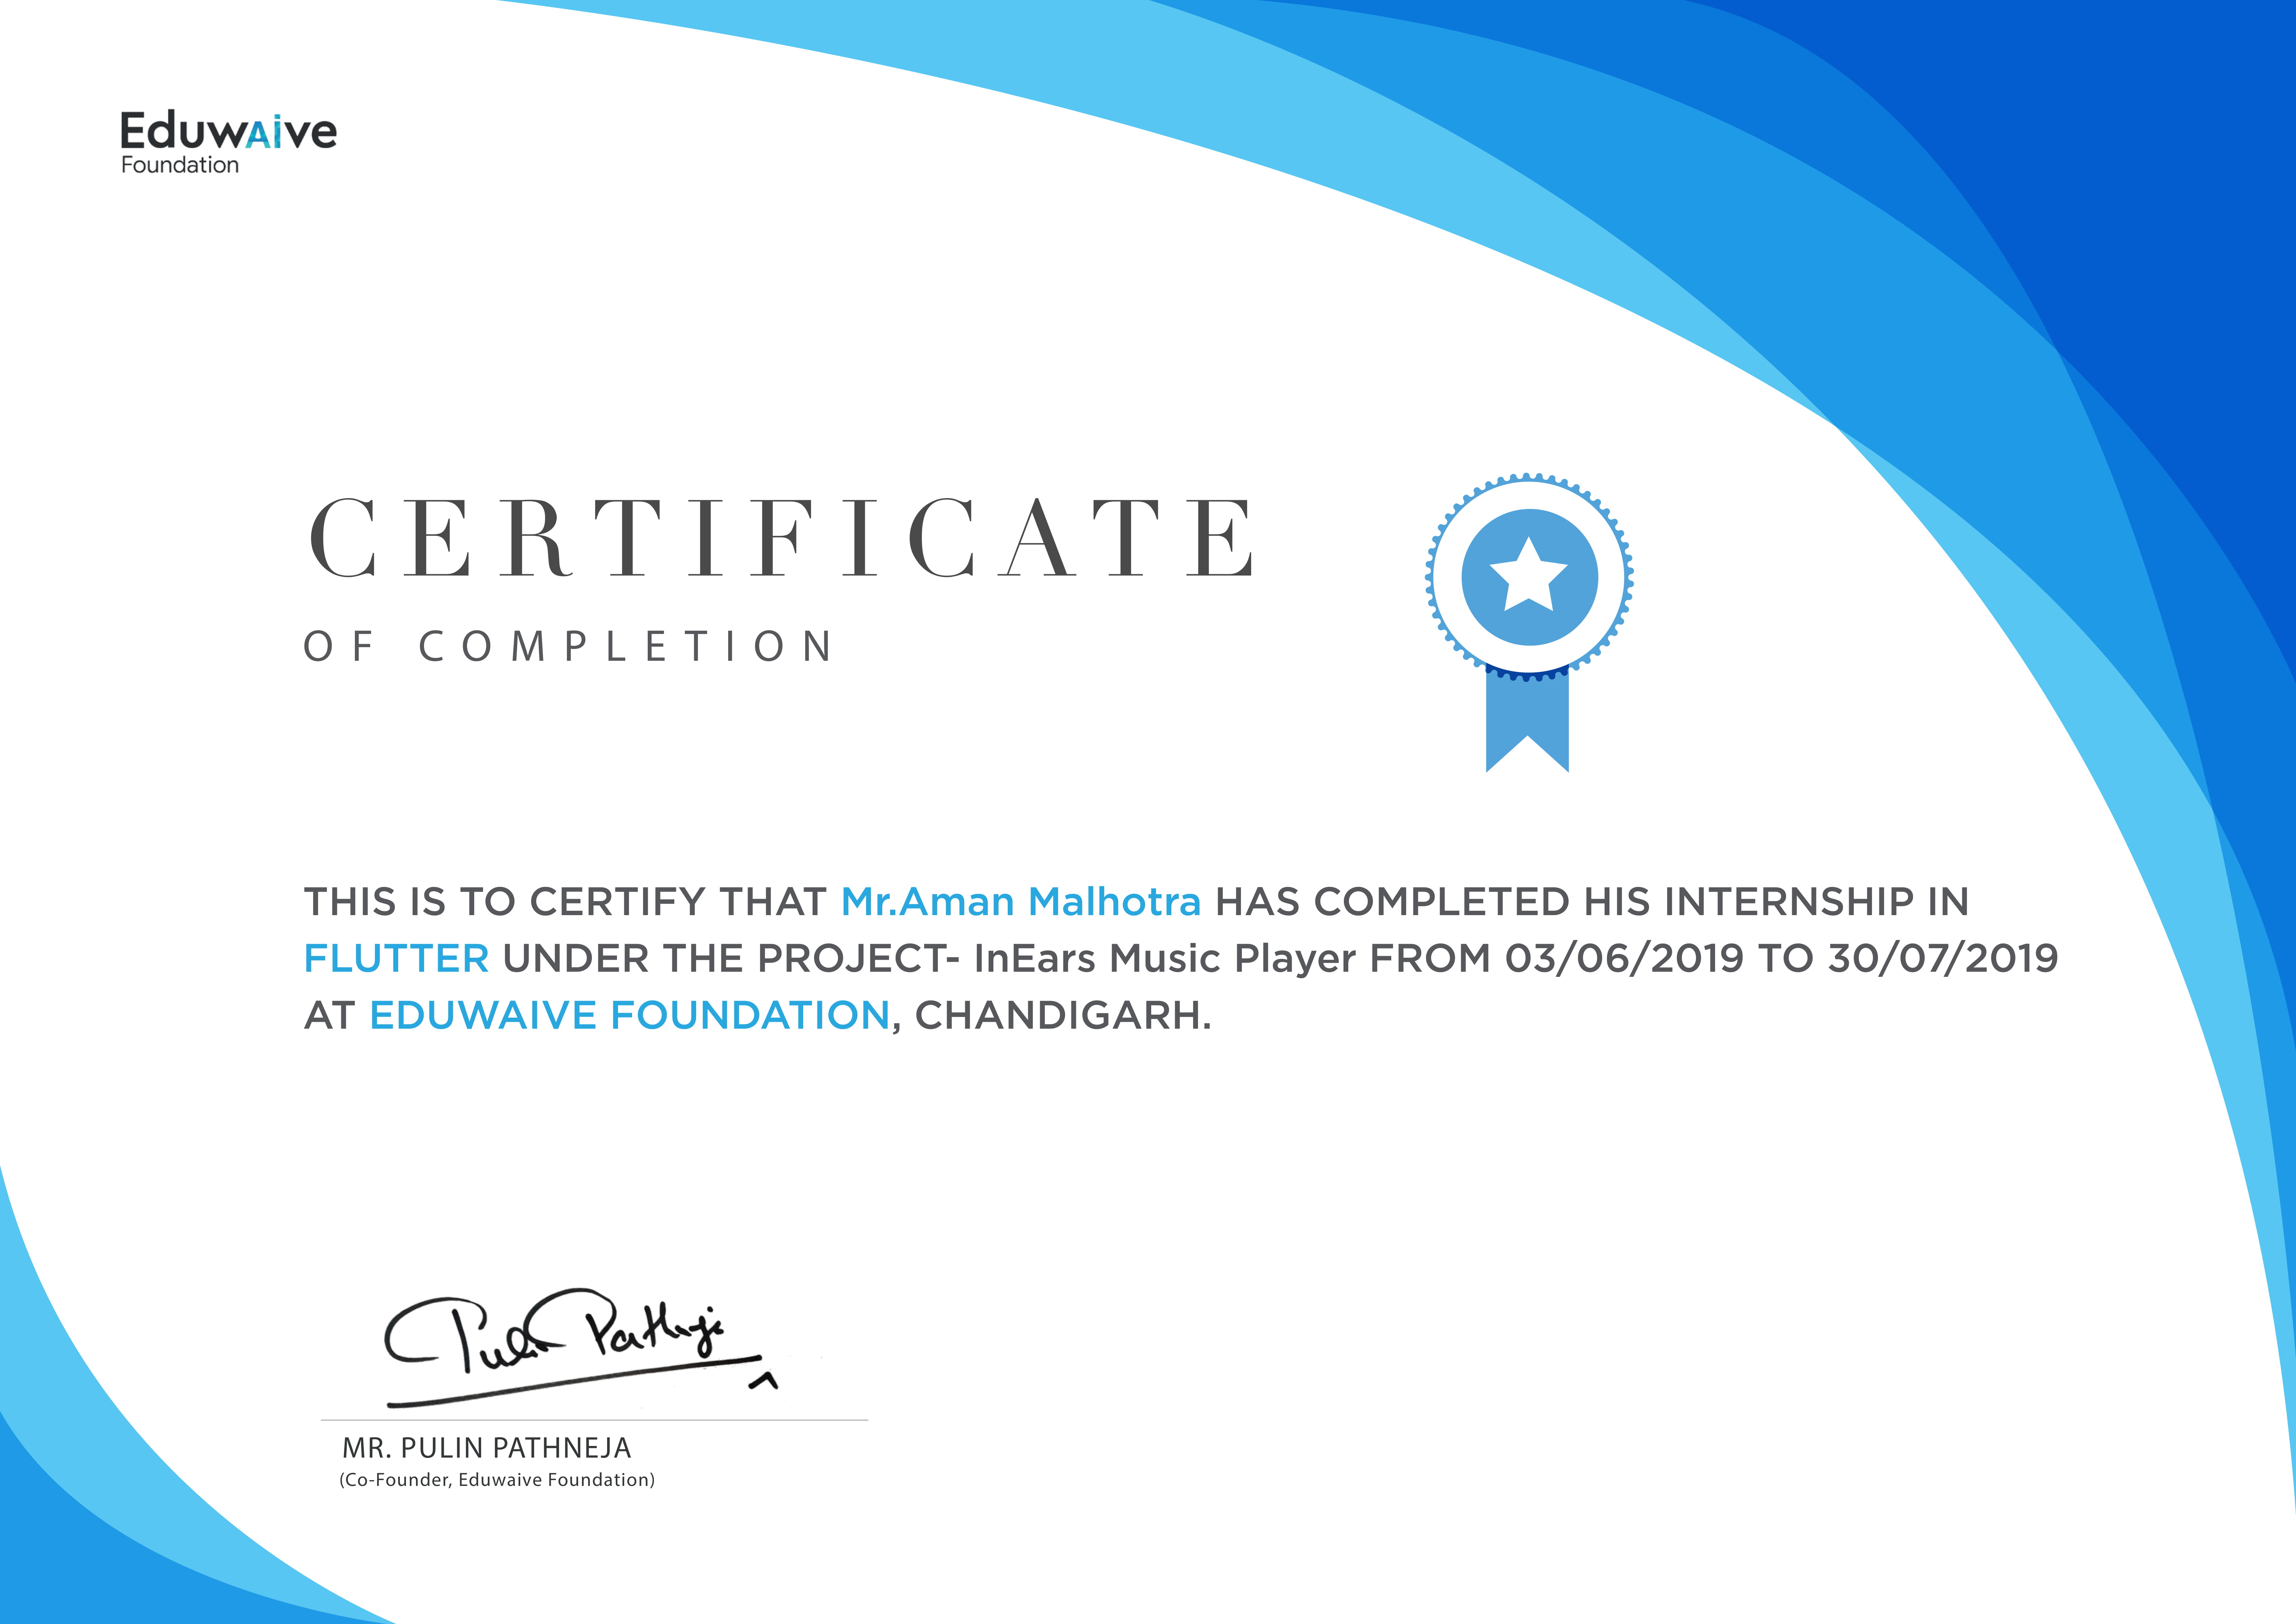 Eduwaive
Foundation
CERTIFICATE
OF COMPLETION
THIS IS TO CERTIFY THAT Mr.Aman Malhotra HAS COMPLETED HIS INTERNSHIP IN
FLUTTER UNDER THE PROJECT- InEars Music Player FROM 03/06/2019 TO 30/07/2019
AT EDUWAIVE FOUNDATION, CHANDIGARH.
Pulin Pathneja
MR. PULIN PATHNEJA
(Co-Founder, Eduwaive Foundation)